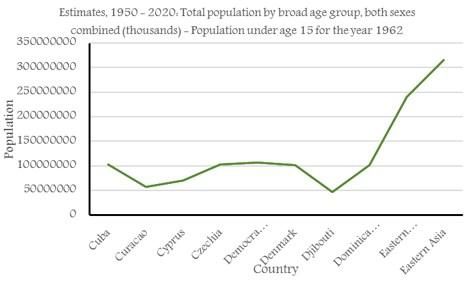 Estimates, 1950 - 2020: Total population by broad age group, both sexes
combined (thousands) - Population under age 15 for the year 1962
350000000
300000000
250000000
200000000
150000000
100000000
50000000
0
Population
Cuba
Curacao
Cyprus
Czechia
Democra...
Denmark
Djibouti
Dominica...
Eastern...
Eastern Asia
Country